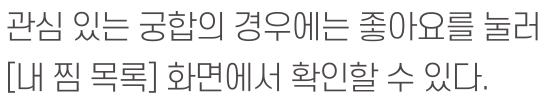 관심 있는 궁합의 경우에는 좋아요를 눌러
[내 찜 목록] 화면에서 확인할 수 있다.